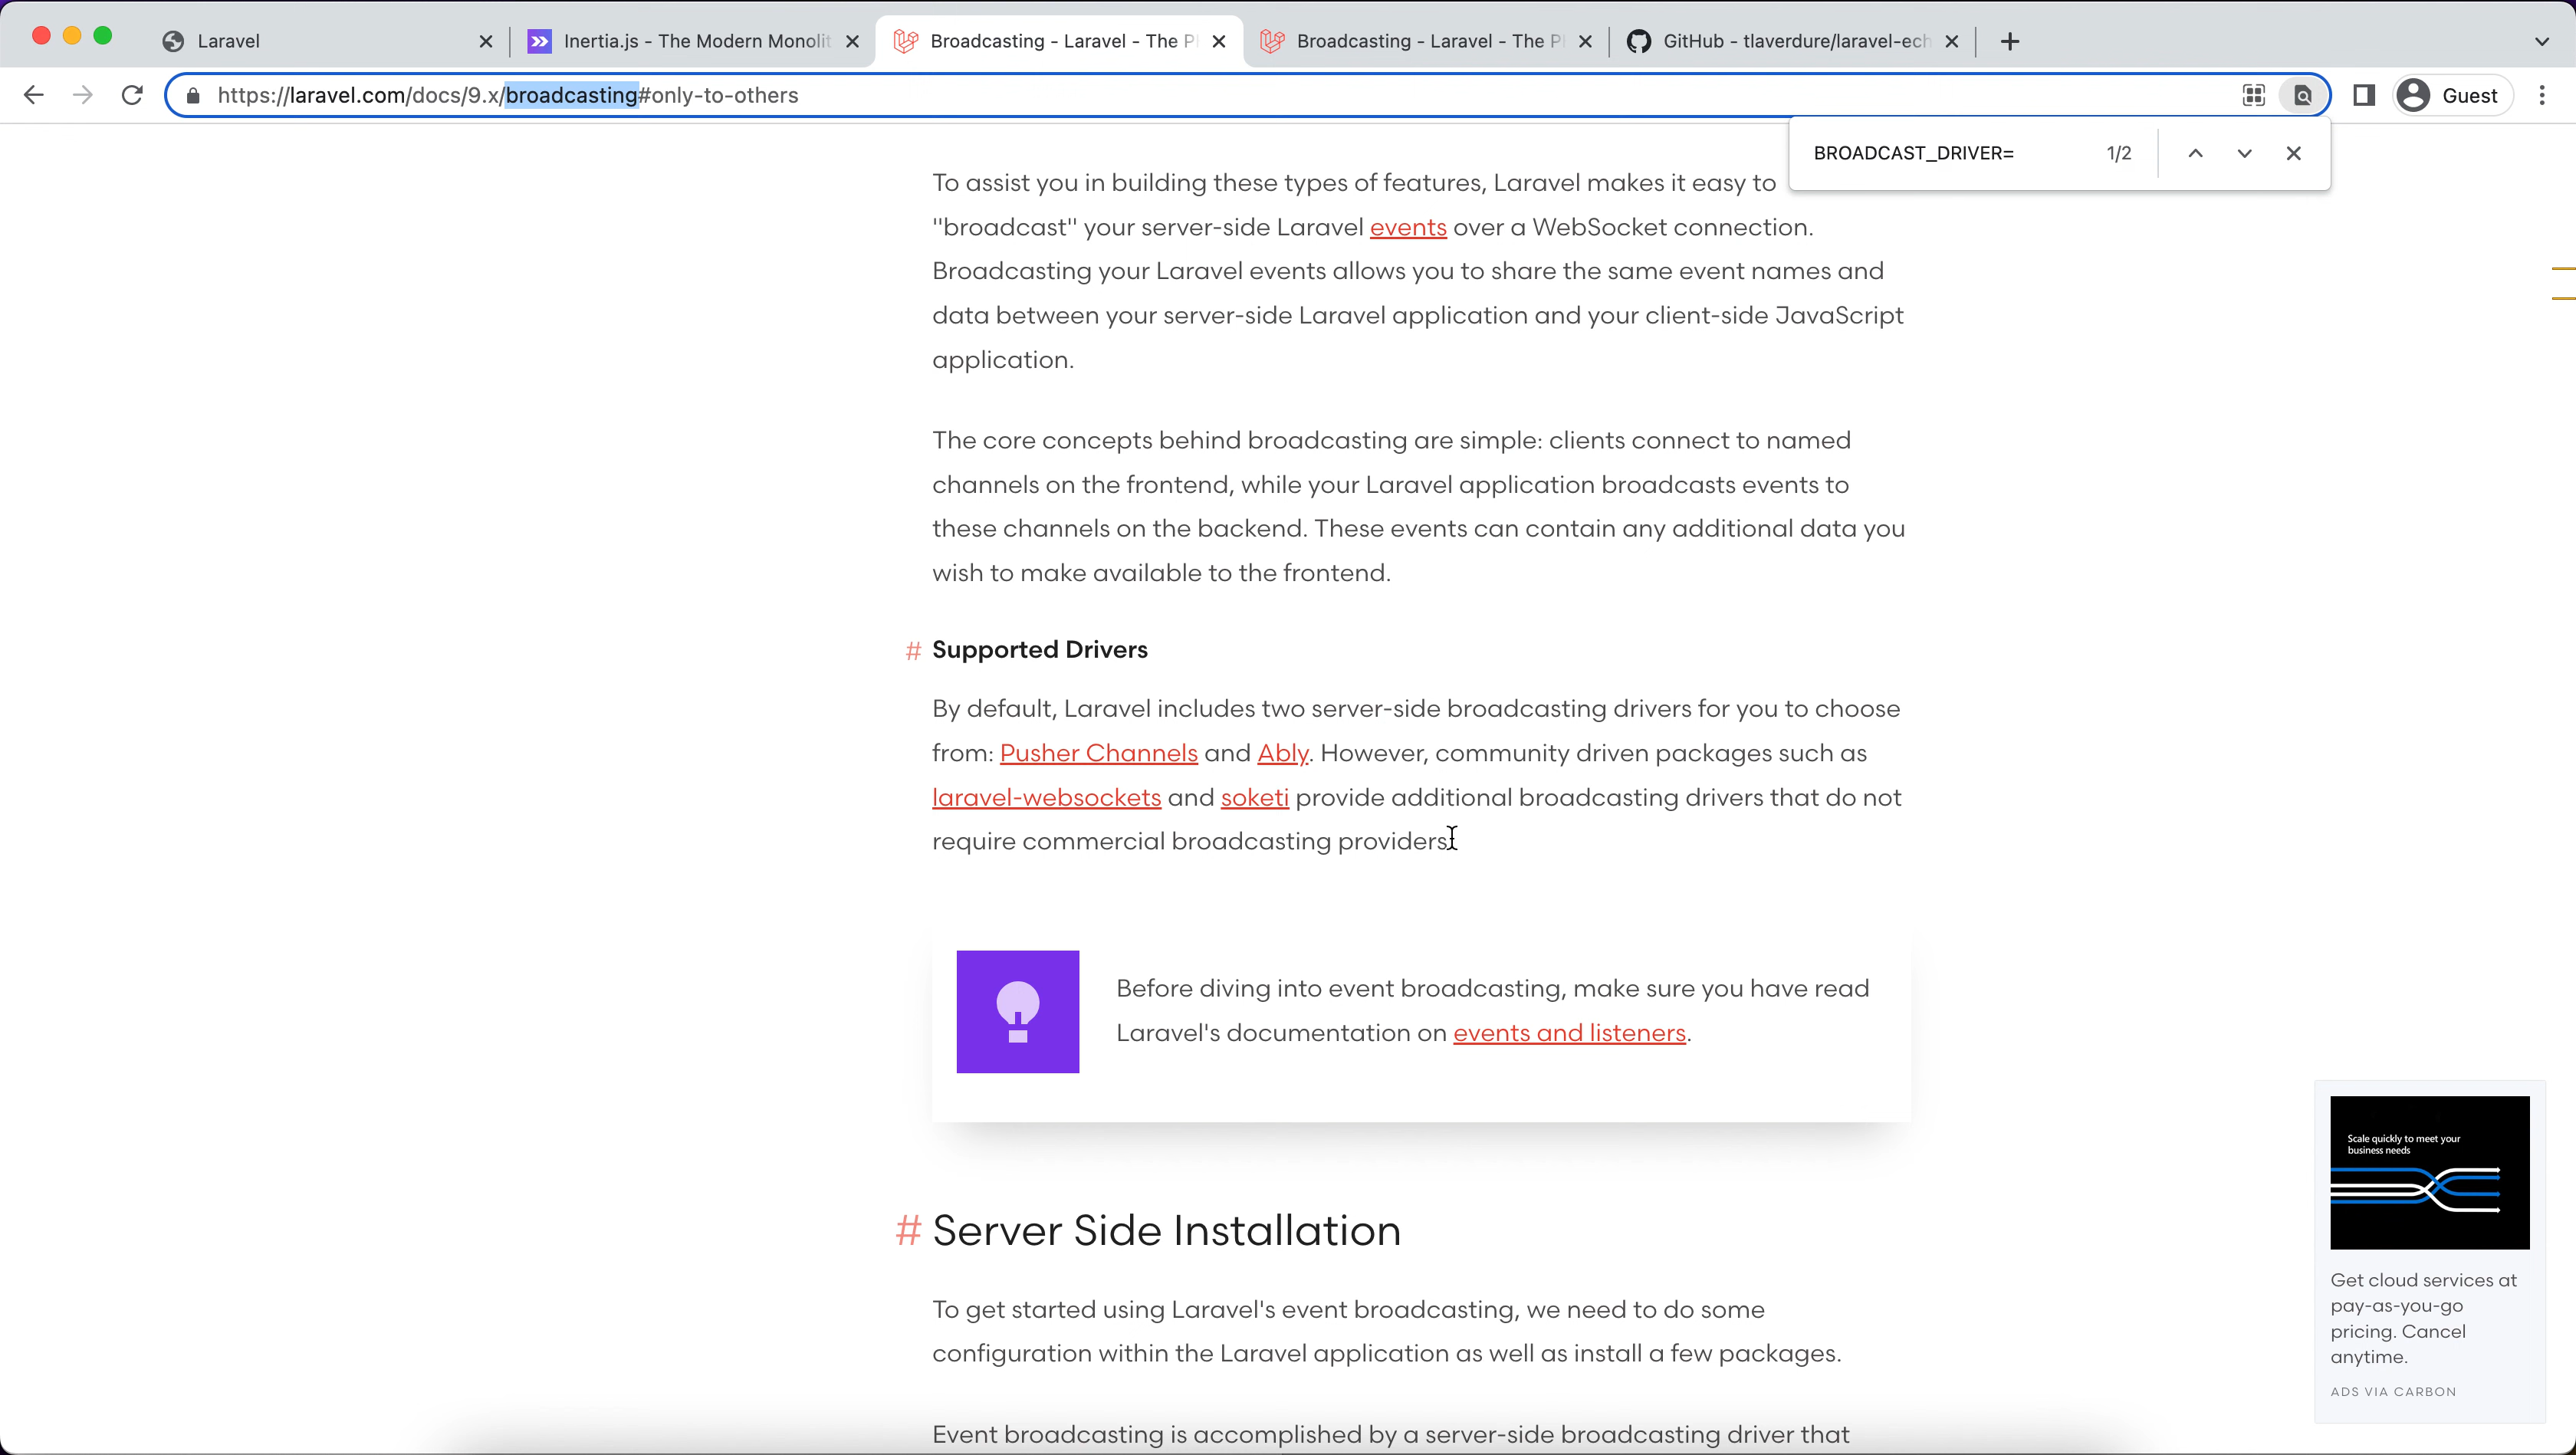 Laravel
Inertia.js - The Modern Monolit
Broadcasting - Laravel - The P
Broadcasting - Laravel - The P
GitHub - tlaverdure/laravel-ech
https://laravel.com/docs/9.x/broadcasting#only-to-others
Guest
BROADCAST_DRIVER=
1/2
To assist you in building these types of features, Laravel makes it easy to
"broadcast" your server-side Laravel events over a WebSocket connection.
Broadcasting your Laravel events allows you to share the same event names and
data between your server-side Laravel application and your client-side JavaScript
application.
The core concepts behind broadcasting are simple: clients connect to named
channels on the frontend, while your Laravel application broadcasts events to
these channels on the backend. These events can contain any additional data you
wish to make available to the frontend.
# Supported Drivers
By default, Laravel includes two server-side broadcasting drivers for you to choose
from: Pusher Channels and Ably. However, community driven packages such as
laravel-websockets and soketi provide additional broadcasting drivers that do not
require commercial broadcasting providers.
Before diving into event broadcasting, make sure you have read
Laravel's documentation on events and listeners.
# Server Side Installation
To get started using Laravel's event broadcasting, we need to do some
configuration within the Laravel application as well as install a few packages.
Event broadcasting is accomplished by a server-side broadcasting driver that
Scale quickly to meet your
business needs
Get cloud services at
pay-as-you-go
pricing. Cancel
anytime.
ADS VIA CARBON